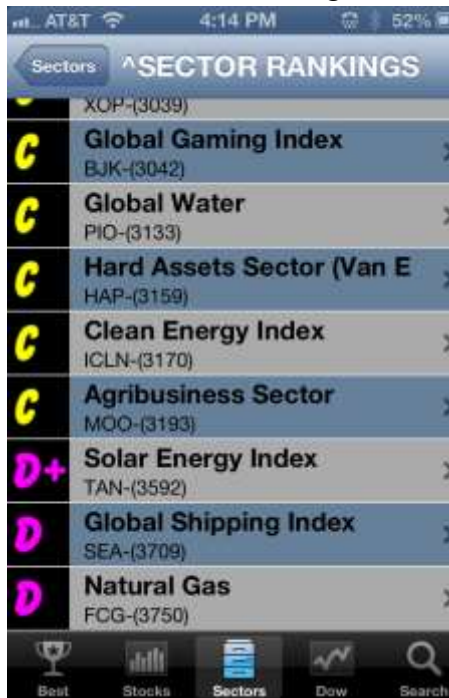 AT&T 4:14 PM 52%
Sectors ^SECTOR RANKINGS
XOP-(3039)
C Global Gaming Index
BJK-(3042)
C Global Water
PIO-(3133)
C Hard Assets Sector (Van E
HAP-(3159)
C Clean Energy Index
ICLN-(3170)
C Agribusiness Sector
MOO-(3193)
D+ Solar Energy Index
TAN-(3592)
D Global Shipping Index
SEA-(3709)
D Natural Gas
FCG-(3750)
Best Stocks Sectors Dow Search